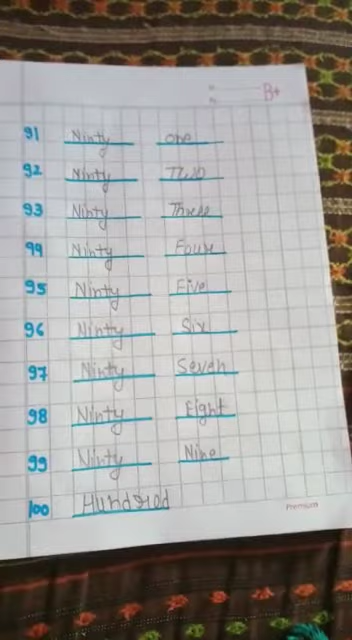 B+
91 Ninty one
92 Ninty Two
93 Ninty Three
94 Ninty Four
95 Ninty Five
96 Ninty Six
97 Ninty Seven
98 Ninty Eight
99 Ninty Nine
100 Hundred
Premium